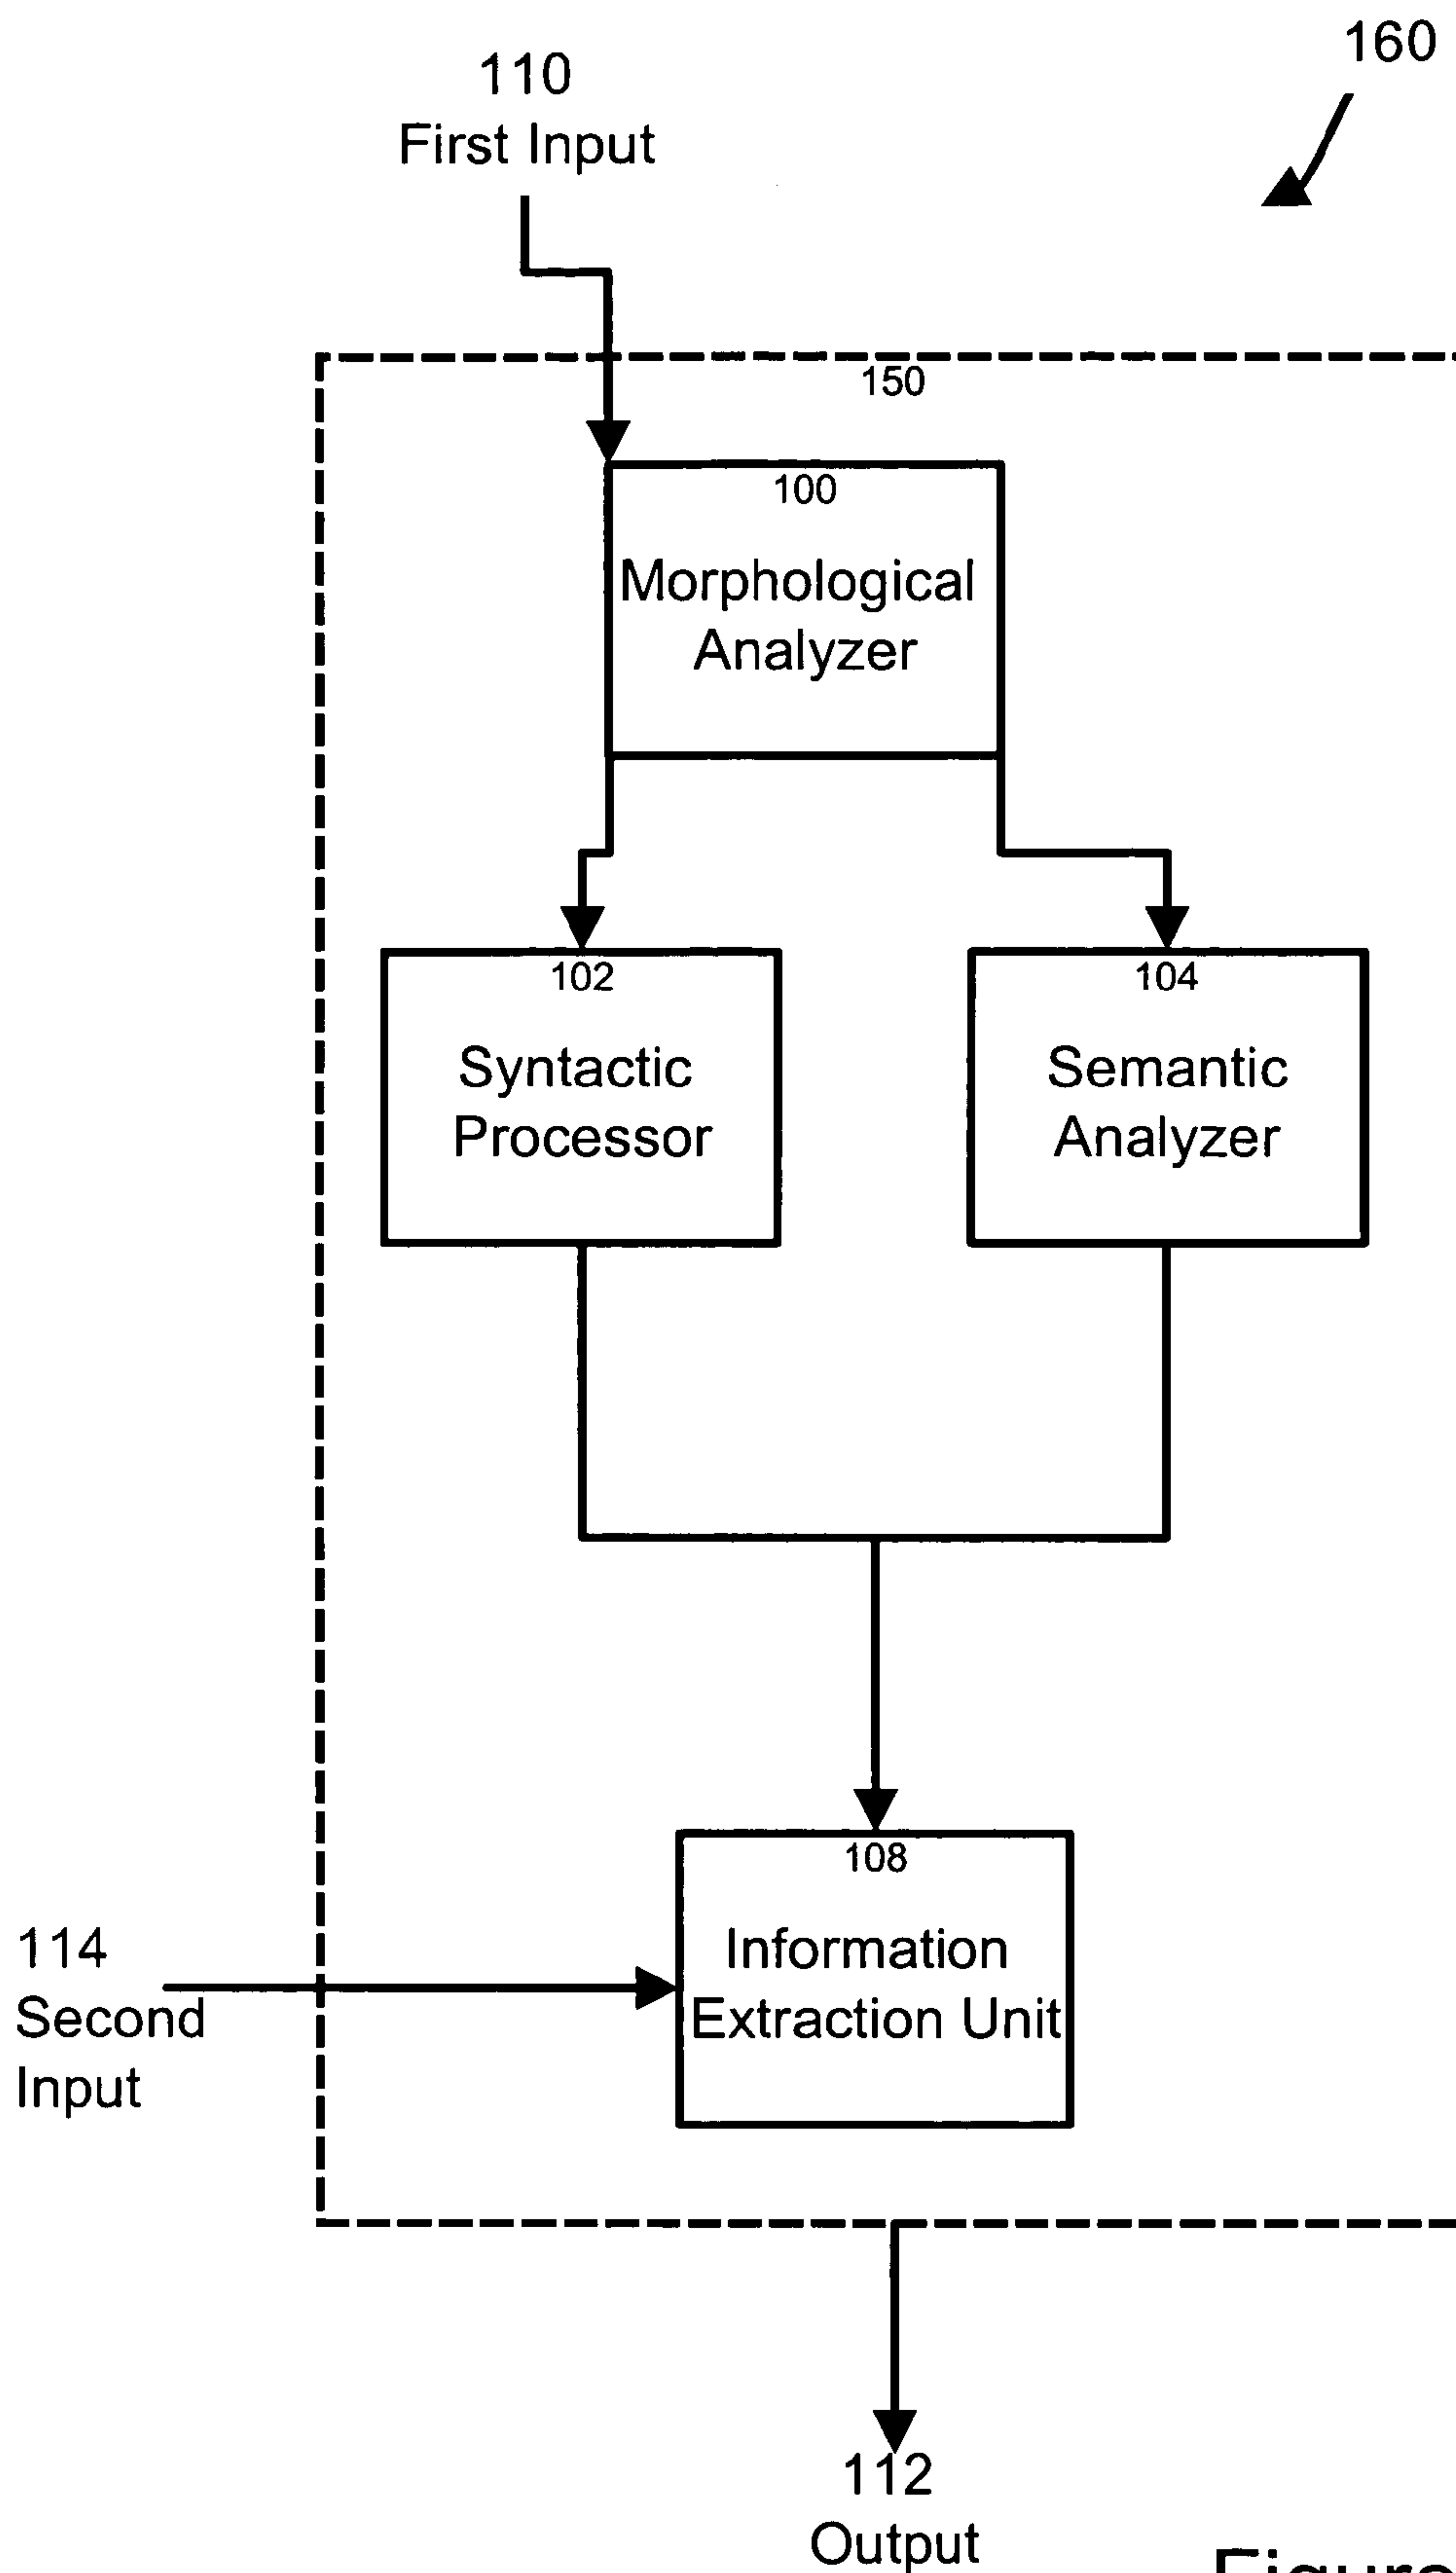 160
110
First Input
150
100
Morphological
Analyzer
102
Syntactic
Processor
104
Semantic
Analyzer
108
Information
Extraction Unit
114
Second
Input
112
Output
Figure